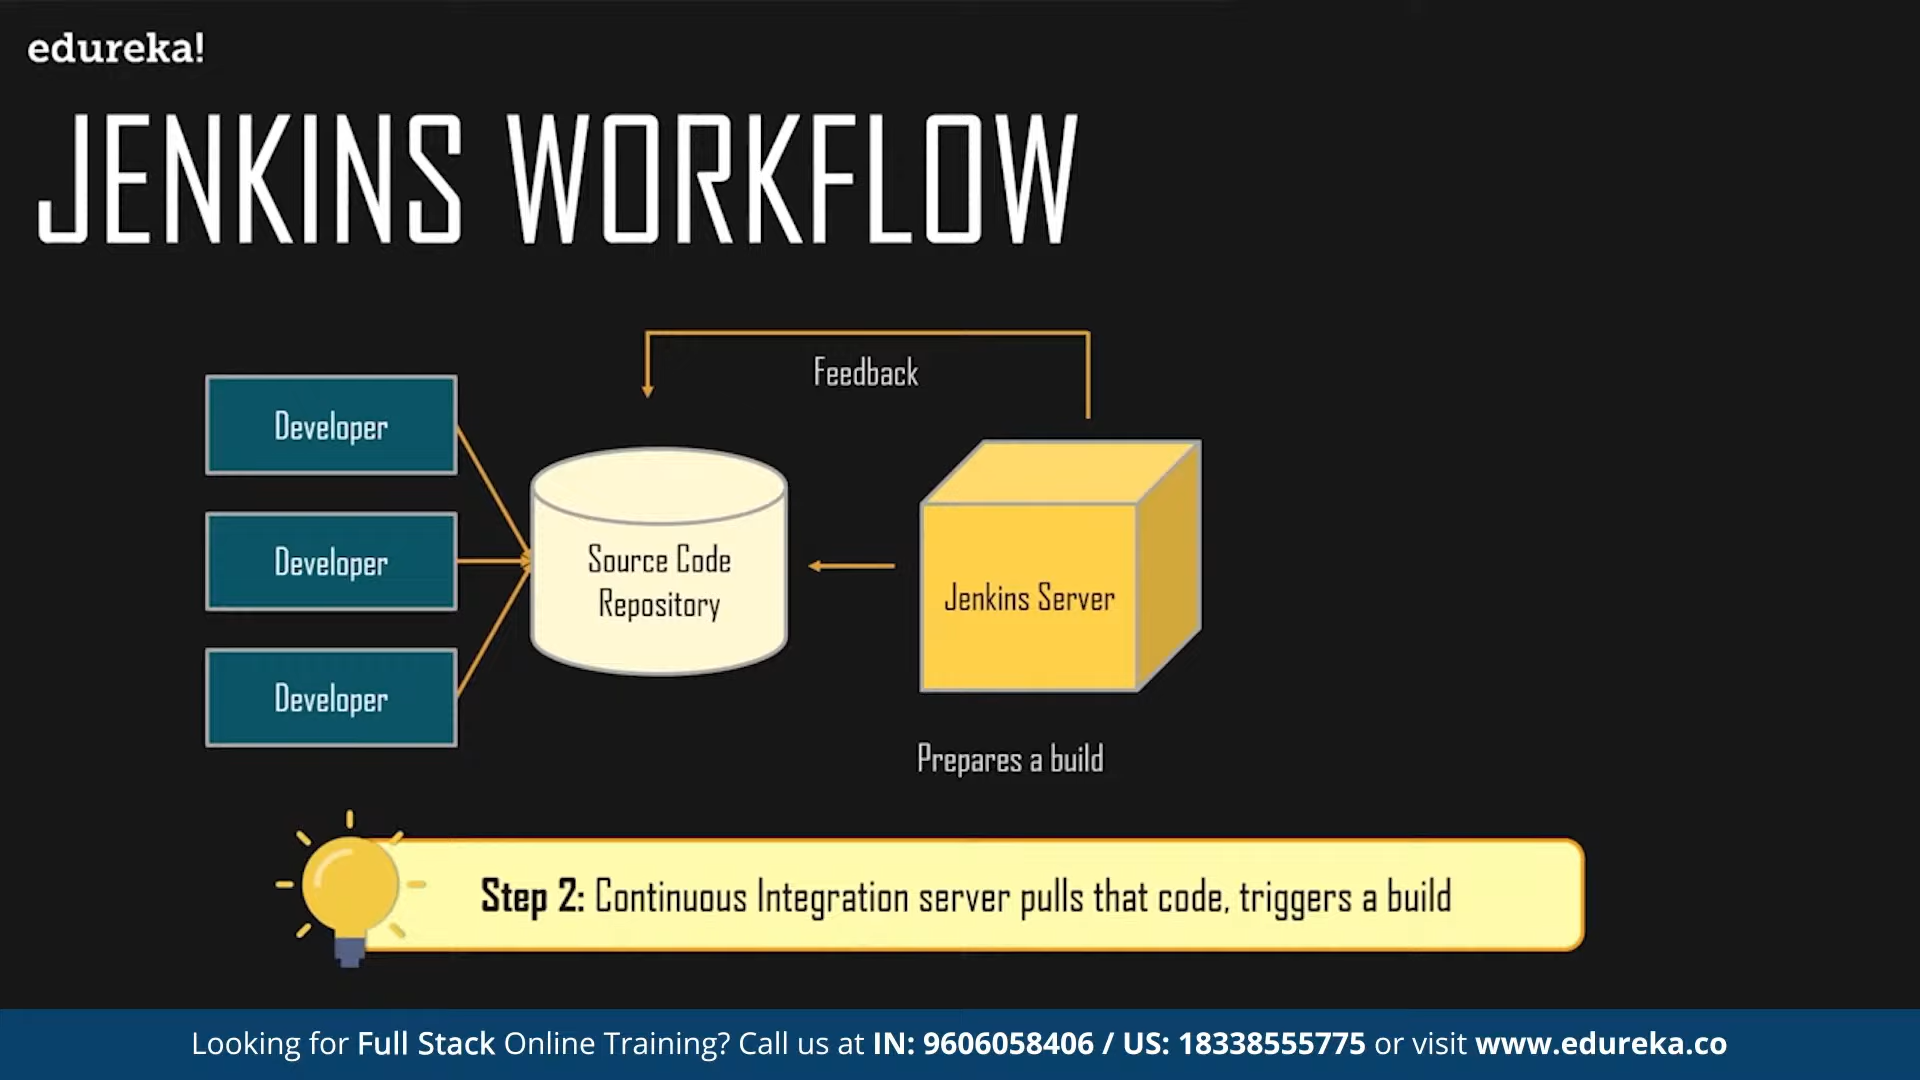 edureka!
JENKINS WORKFLOW
Feedback
Developer
Developer
Developer
Source Code
Repository
Jenkins Server
Prepares a build
Step 2: Continuous Integration server pulls that code, triggers a build
Looking for Full Stack Online Training? Call us at IN: 9606058406 / US: 18338555775 or visit www.edureka.co